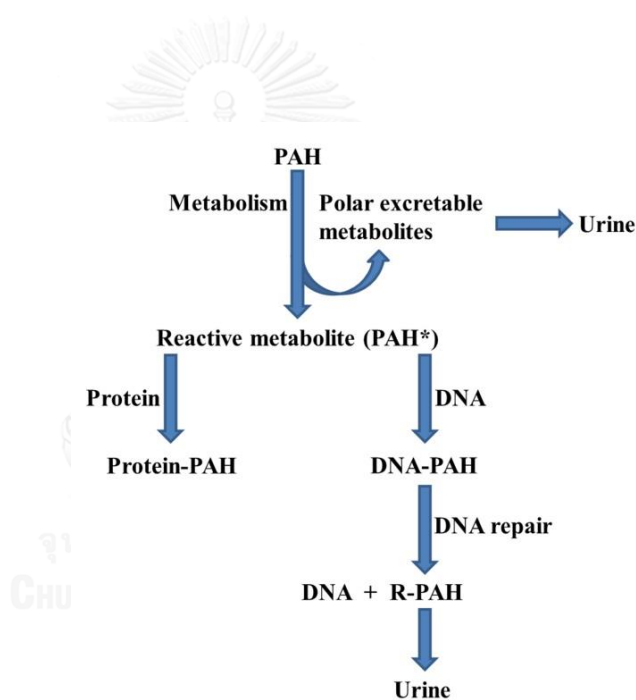 PAH
Metabolism
Polar excretable
metabolites
Urine
Reactive metabolite (PAH*)
Protein
DNA
Protein-PAH
DNA-PAH
DNA repair
DNA + R-PAH
Urine